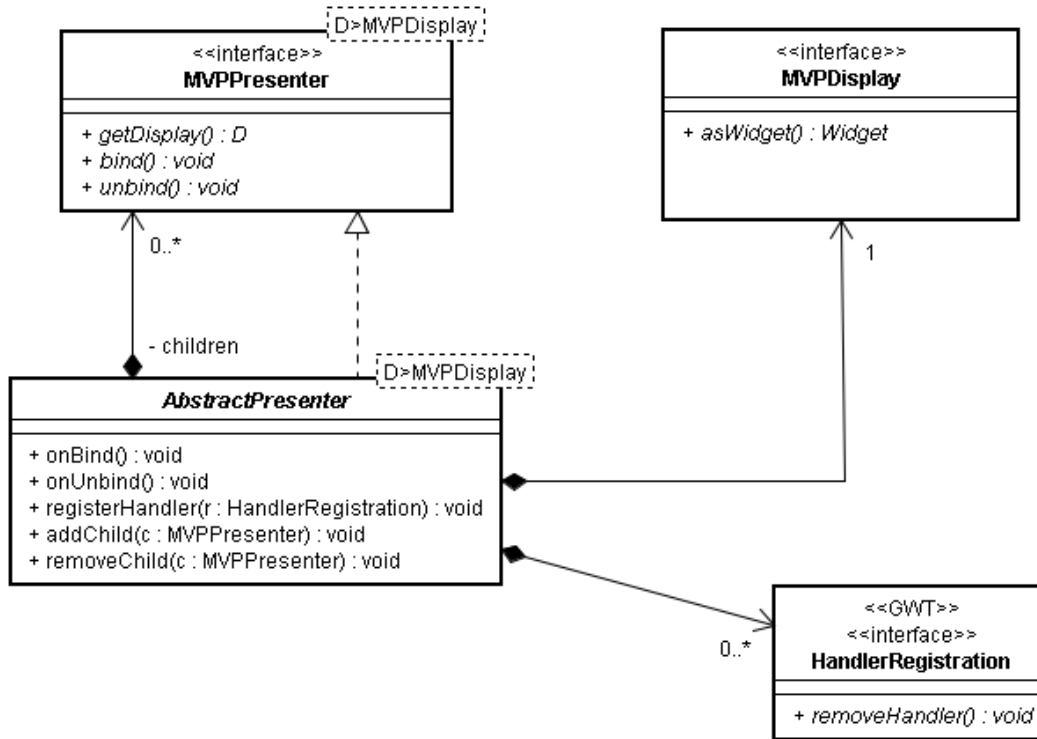 D>MVPDisplay
<<interface>>
MVPPresenter
+ getDisplay() : D
+ bind() : void
+ unbind() : void
<<interface>>
MVPDisplay
+ asWidget() : Widget
0..*
1
- children
D>MVPDisplay
AbstractPresenter
+ onBind() : void
+ onUnbind() : void
+ registerHandler(r : HandlerRegistration) : void
+ addChild(c : MVPPresenter) : void
+ removeChild(c : MVPPresenter) : void
0..*
<<GWT>>
<<interface>>
HandlerRegistration
+ removeHandler() : void